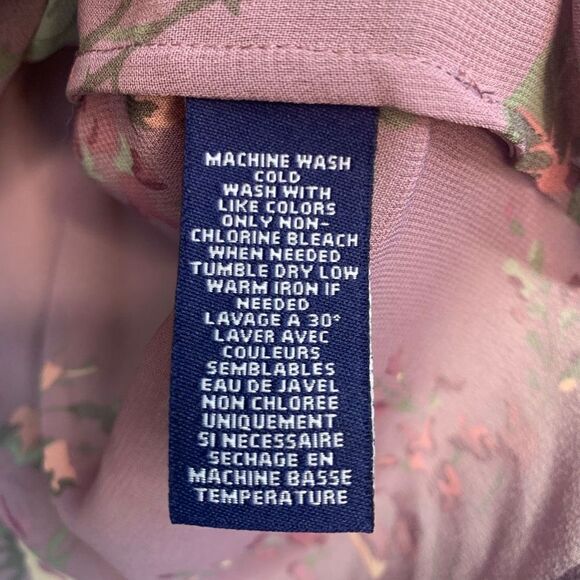 MACHINE WASH
COLD
WASH WITH
LIKE COLORS
ONLY NON-
CHLORINE BLEACH
WHEN NEEDED
TUMBLE DRY LOW
WARM IRON IF
NEEDED
LAVAGE A 30°
LAVER AVEC
COULEURS
SEMBLABLES
EAU DE JAVEL
NON CHLOREE
UNIQUEMENT
SI NECESSAIRE
SECHAGE EN
MACHINE BASSE
TEMPERATURE